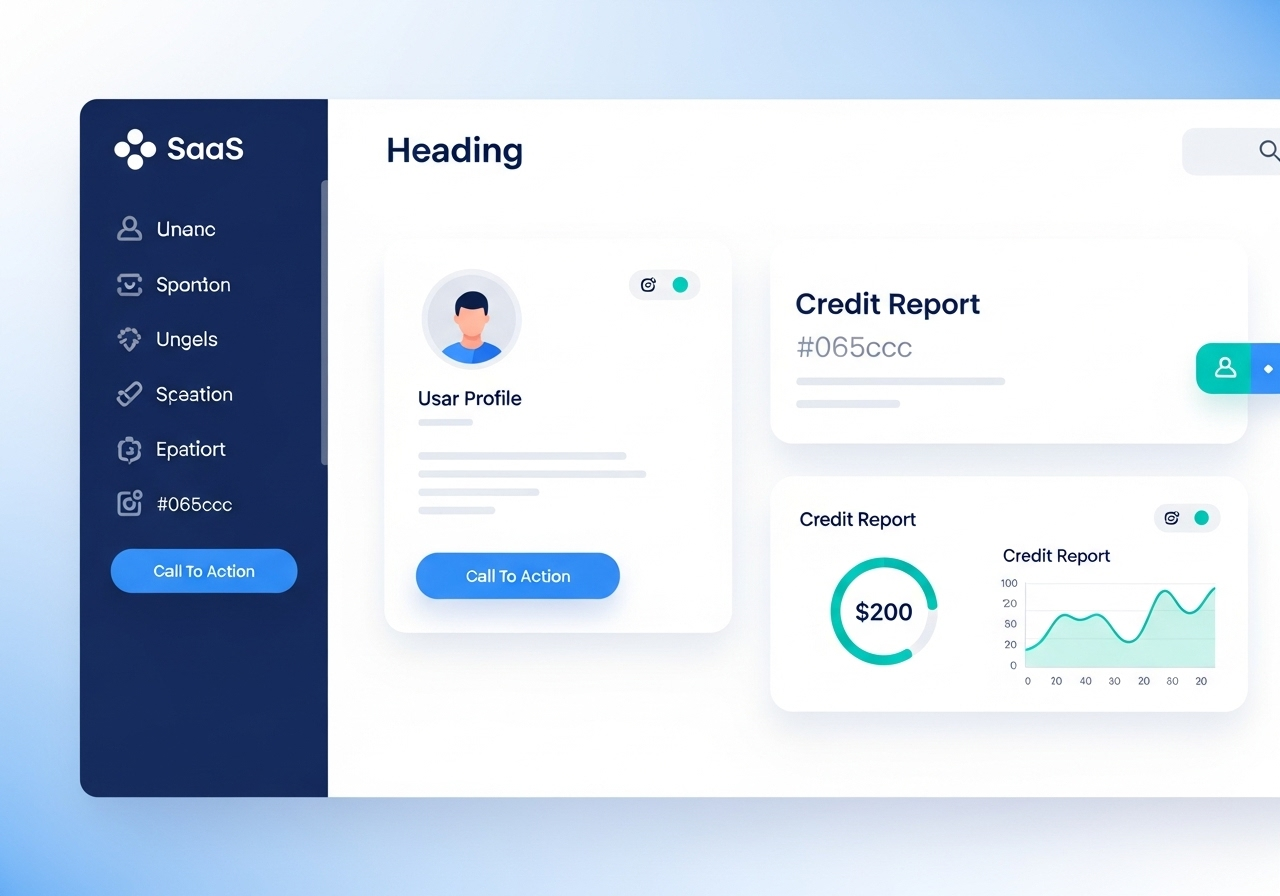 SaaS
Heading
Unanc
Sponton
Ungels
Sçeation
Epatiort
#065ccc
Call To Action
Usar Profile
Call To Action
Credit Report
#065ccc
Credit Report
$200
Credit Report
100
20
80
20
0
0 20 40 30 20 80 20